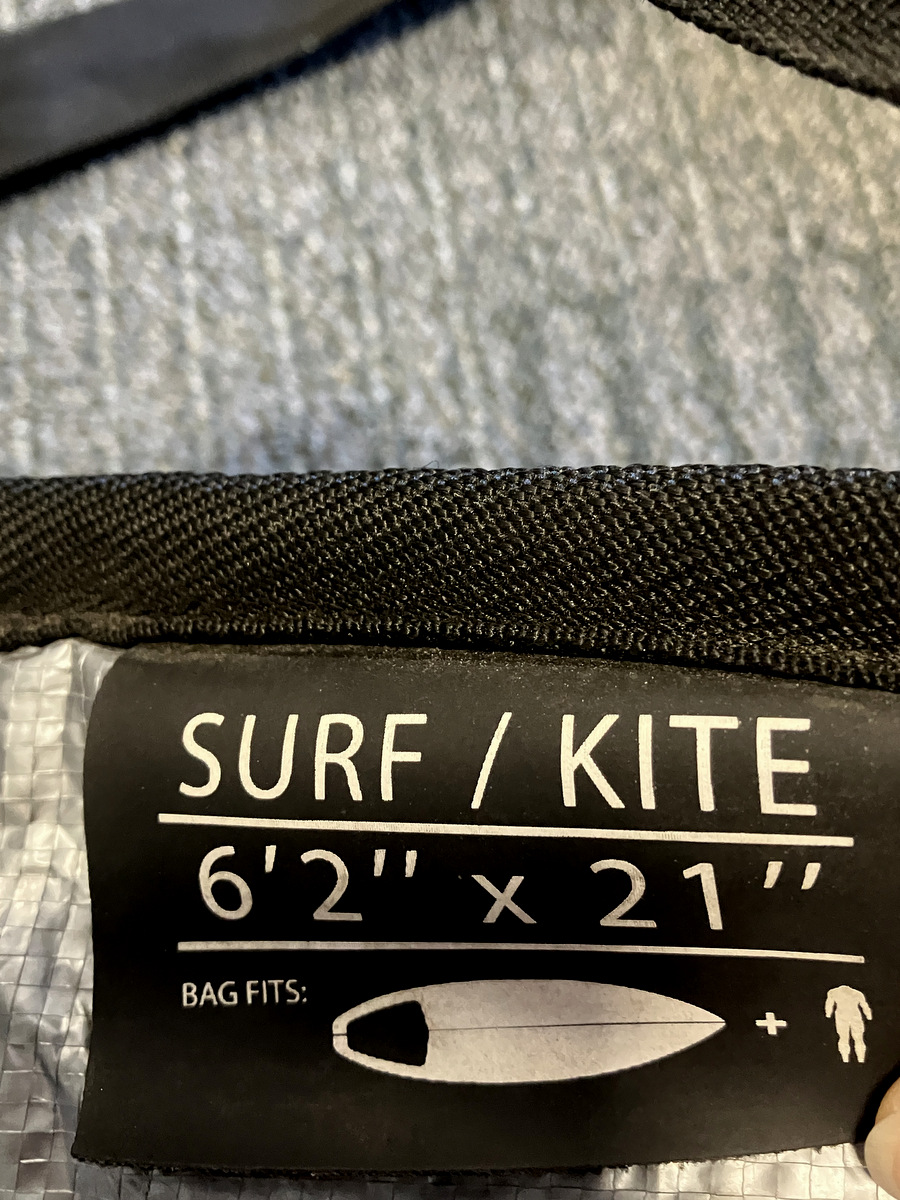 SURF / KITE
6'2" x 21"
BAG FITS:
+